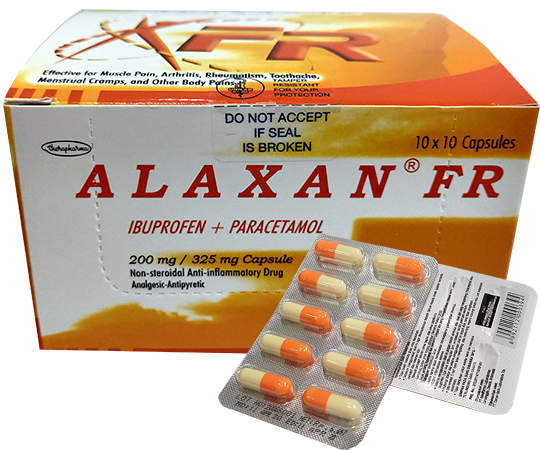 FR
Effective for Muscle Pain, Arthritis, Rheumatism, Toothache,
Menstrual Cramps, and Other Body Pains
TAMPER
RESISTANT
FOR YOUR
PROTECTION
DO NOT ACCEPT
IF SEAL
IS BROKEN
10 x 10 Capsules
therapharma
ALAXAN® FR
IBUPROFEN + PARACETAMOL
200 mg / 325 mg Capsule
Non-steroidal Anti-inflammatory Drug
Analgesic-Antipyretic